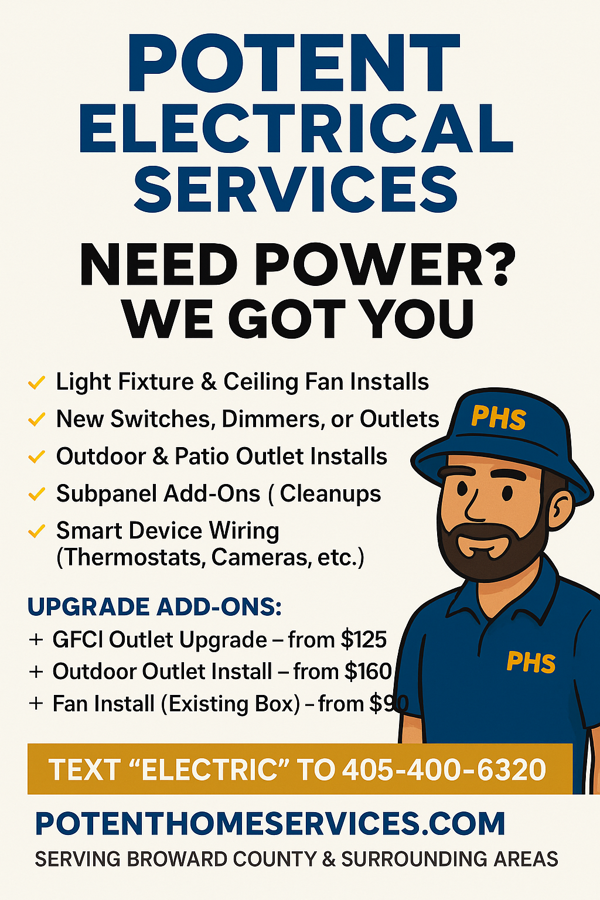 POTENT
ELECTRICAL
SERVICES
NEED POWER?
WE GOT YOU
Light Fixture & Ceiling Fan Installs
New Switches, Dimmers, or Outlets
Outdoor & Patio Outlet Installs
Subpanel Add-Ons ( Cleanups
Smart Device Wiring
(Thermostats, Cameras, etc.)
PHS
PHS
UPGRADE ADD-ONS:
+ GFCI Outlet Upgrade – from $125
+ Outdoor Outlet Install – from $160
+ Fan Install (Existing Box) – from $90
TEXT “ELECTRIC” TO 405-400-6320
POTENTHOMESERVICES.COM
SERVING BROWARD COUNTY & SURROUNDING AREAS